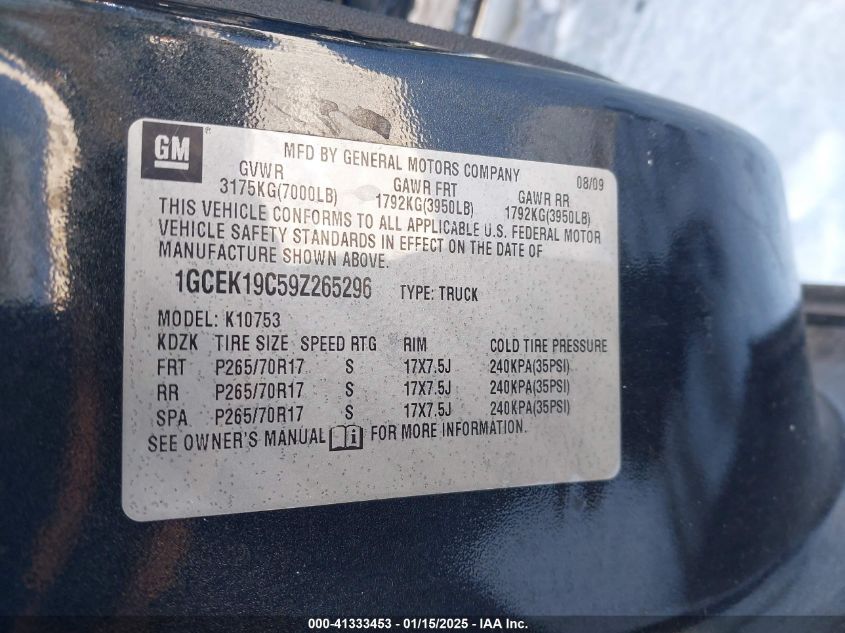 GM
MFD BY GENERAL MOTORS COMPANY
08/09
GVWR GAWR FRT GAWR RR
3175KG(7000LB) 1792KG(3950LB) 1792KG(3950LB)
THIS VEHICLE CONFORMS TO ALL APPLICABLE U.S. FEDERAL MOTOR
VEHICLE SAFETY STANDARDS IN EFFECT ON THE DATE OF
MANUFACTURE SHOWN ABOVE.
1GCEK19C59Z265296 TYPE: TRUCK
MODEL: K10753
KDZK TIRE SIZE SPEED RTG RIM COLD TIRE PRESSURE
FRT P265/70R17 S 17X7.5J 240KPA(35PSI)
RR P265/70R17 S 17X7.5J 240KPA(35PSI)
SPA P265/70R17 S 17X7.5J 240KPA(35PSI)
SEE OWNER'S MANUAL i FOR MORE INFORMATION.
000-41333453 - 01/15/2025 - IAA Inc.